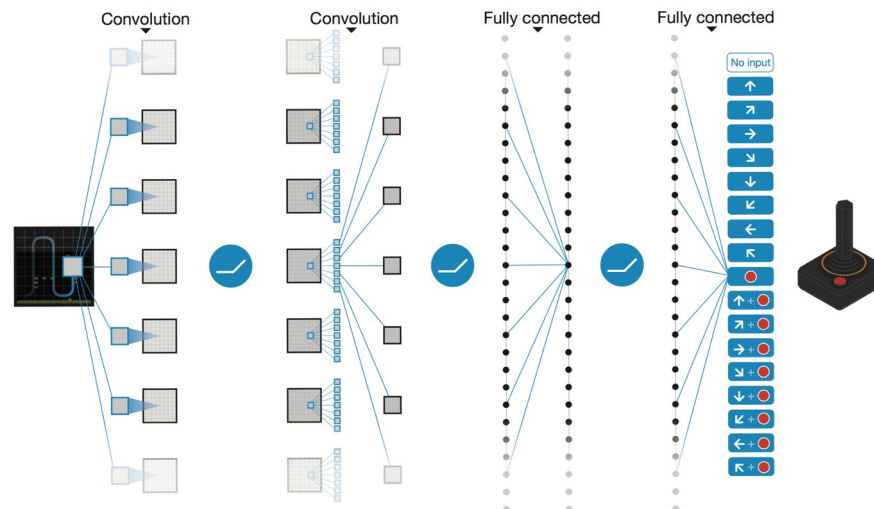 Convolution
Convolution
Fully connected
Fully connected
No input
+
+
+
+
+
+
+
+